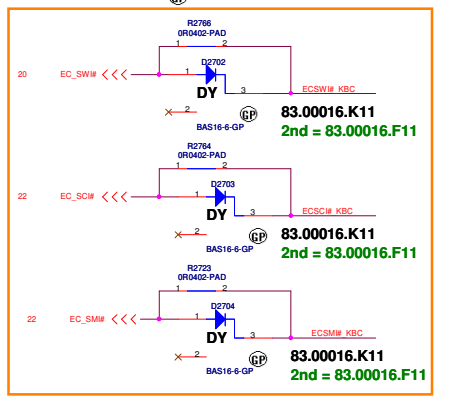 GP
R2766
0R0402-PAD
1 2
D2702
20 EC_SWI# 1 3 ECSWI#_KBC
DY
2 GP 83.00016.K11
BAS16-6-GP 2nd = 83.00016.F11
R2764
0R0402-PAD
1 2
D2703
22 EC_SCI# 1 3 ECSCI#_KBC
DY
2 GP 83.00016.K11
BAS16-6-GP 2nd = 83.00016.F11
R2723
0R0402-PAD
1 2
D2704
22 EC_SMI# 1 3 ECSMI#_KBC
DY
2 GP 83.00016.K11
BAS16-6-GP 2nd = 83.00016.F11